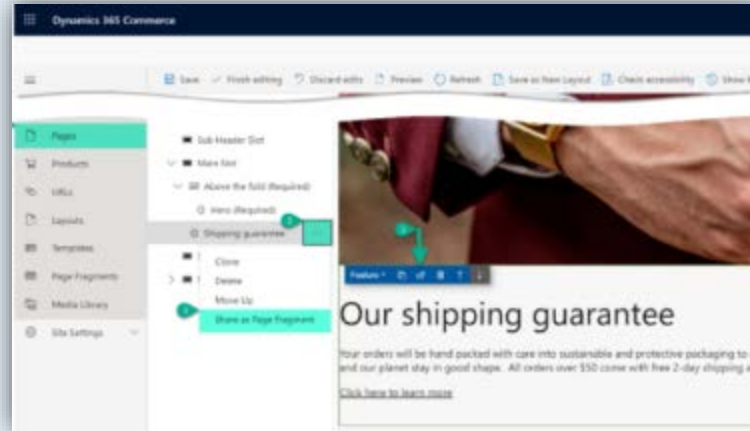 Dynamics 365 Commerce
Save Finish editing Discard edits Preview Refresh Save as New Layout Check accessibility Show
Pages
Products
URLs
Layouts
Templates
Page Fragments
Media Library
Site Settings
Sub Header Slot
Main Slot
Above the fold (Required)
Hero (Required)
Shipping guarantee
Clone
Delete
Move Up
Share as Page Fragment
Feature
Our shipping guarantee
Your orders will be hand packed with care into sustainable and protective packaging to
and our planet stay in good shape. All orders over $50 come with free 2-day shipping
Click here to learn more